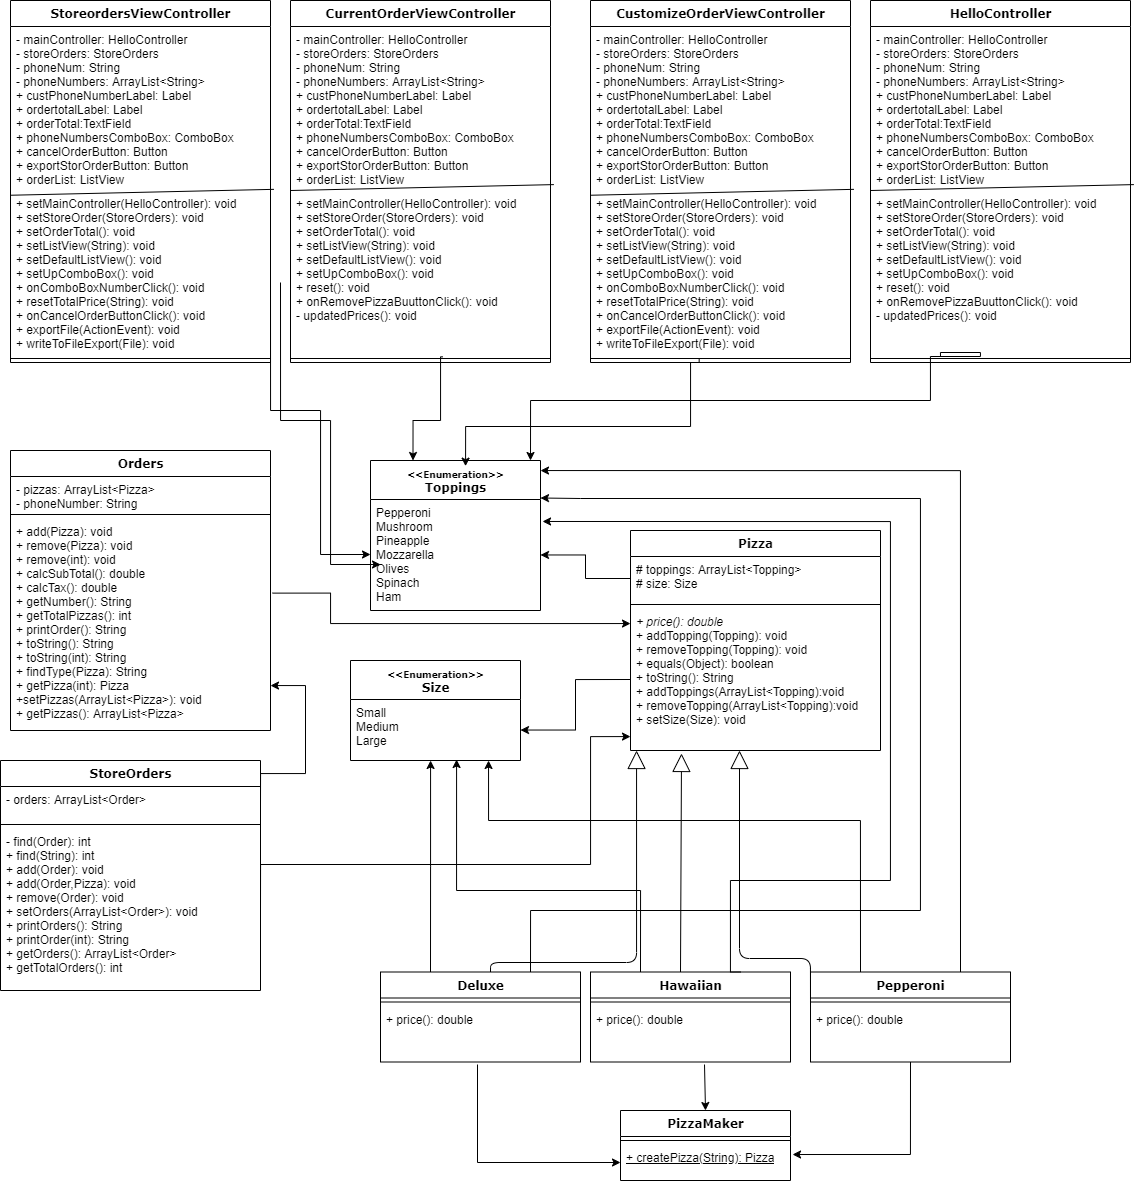 StoreordersViewController
- mainController: HelloController
- storeOrders: StoreOrders
- phoneNum: String
- phoneNumbers: ArrayList<String>
+ custPhoneNumberLabel: Label
+ ordertotalLabel: Label
+ orderTotal:TextField
+ phoneNumbersComboBox: ComboBox
+ cancelOrderButton: Button
+ exportStorOrderButton: Button
+ orderList: ListView
+ setMainController(HelloController): void
+ setStoreOrder(StoreOrders): void
+ setOrderTotal(): void
+ setListView(String): void
+ setDefaultListView(): void
+ setUpComboBox(): void
+ onComboBoxNumberClick(): void
+ resetTotalPrice(String): void
+ onCancelOrderButtonClick(): void
+ exportFile(ActionEvent): void
+ writeToFileExport(File): void
CurrentOrderViewController
- mainController: HelloController
- storeOrders: StoreOrders
- phoneNum: String
- phoneNumbers: ArrayList<String>
+ custPhoneNumberLabel: Label
+ ordertotalLabel: Label
+ orderTotal:TextField
+ phoneNumbersComboBox: ComboBox
+ cancelOrderButton: Button
+ exportStorOrderButton: Button
+ orderList: ListView
+ setMainController(HelloController): void
+ setStoreOrder(StoreOrders): void
+ setOrderTotal(): void
+ setListView(String): void
+ setDefaultListView(): void
+ setUpComboBox(): void
+ reset(): void
+ onRemovePizzaBuuttonClick(): void
- updatedPrices(): void
CustomizeOrderViewController
- mainController: HelloController
- storeOrders: StoreOrders
- phoneNum: String
- phoneNumbers: ArrayList<String>
+ custPhoneNumberLabel: Label
+ ordertotalLabel: Label
+ orderTotal:TextField
+ phoneNumbersComboBox: ComboBox
+ cancelOrderButton: Button
+ exportStorOrderButton: Button
+ orderList: ListView
+ setMainController(HelloController): void
+ setStoreOrder(StoreOrders): void
+ setOrderTotal(): void
+ setListView(String): void
+ setDefaultListView(): void
+ setUpComboBox(): void
+ onComboBoxNumberClick(): void
+ resetTotalPrice(String): void
+ onCancelOrderButtonClick(): void
+ exportFile(ActionEvent): void
+ writeToFileExport(File): void
HelloController
- mainController: HelloController
- storeOrders: StoreOrders
- phoneNum: String
- phoneNumbers: ArrayList<String>
+ custPhoneNumberLabel: Label
+ ordertotalLabel: Label
+ orderTotal:TextField
+ phoneNumbersComboBox: ComboBox
+ cancelOrderButton: Button
+ exportStorOrderButton: Button
+ orderList: ListView
+ setMainController(HelloController): void
+ setStoreOrder(StoreOrders): void
+ setOrderTotal(): void
+ setListView(String): void
+ setDefaultListView(): void
+ setUpComboBox(): void
+ reset(): void
+ onRemovePizzaBuuttonClick(): void
- updatedPrices(): void
Orders
- pizzas: ArrayList<Pizza>
- phoneNumber: String
+ add(Pizza): void
+ remove(Pizza): void
+ remove(int): void
+ calcSubTotal(): double
+ calcTax(): double
+ getNumber(): String
+ getTotalPizzas(): int
+ printOrder(): String
+ toString(): String
+ toString(int): String
+ findType(Pizza): String
+ getPizza(int): Pizza
+setPizzas(ArrayList<Pizza>): void
+ getPizzas(): ArrayList<Pizza>
<<Enumeration>>
Toppings
Pepperoni
Mushroom
Pineapple
Mozzarella
Olives
Spinach
Ham
Pizza
# toppings: ArrayList<Topping>
# size: Size
+ price(): double
+ addTopping(Topping): void
+ removeTopping(Topping): void
+ equals(Object): boolean
+ toString(): String
+ addToppings(ArrayList<Topping):void
+ removeTopping(ArrayList<Topping):void
+ setSize(Size): void
<<Enumeration>>
Size
Small
Medium
Large
StoreOrders
- orders: ArrayList<Order>
- find(Order): int
+ find(String): int
+ add(Order): void
+ add(Order,Pizza): void
+ remove(Order): void
+ setOrders(ArrayList<Order>): void
+ printOrders(): String
+ printOrder(int): String
+ getOrders(): ArrayList<Order>
+ getTotalOrders(): int
Deluxe
+ price(): double
Hawaiian
+ price(): double
Pepperoni
+ price(): double
PizzaMaker
+ createPizza(String): Pizza